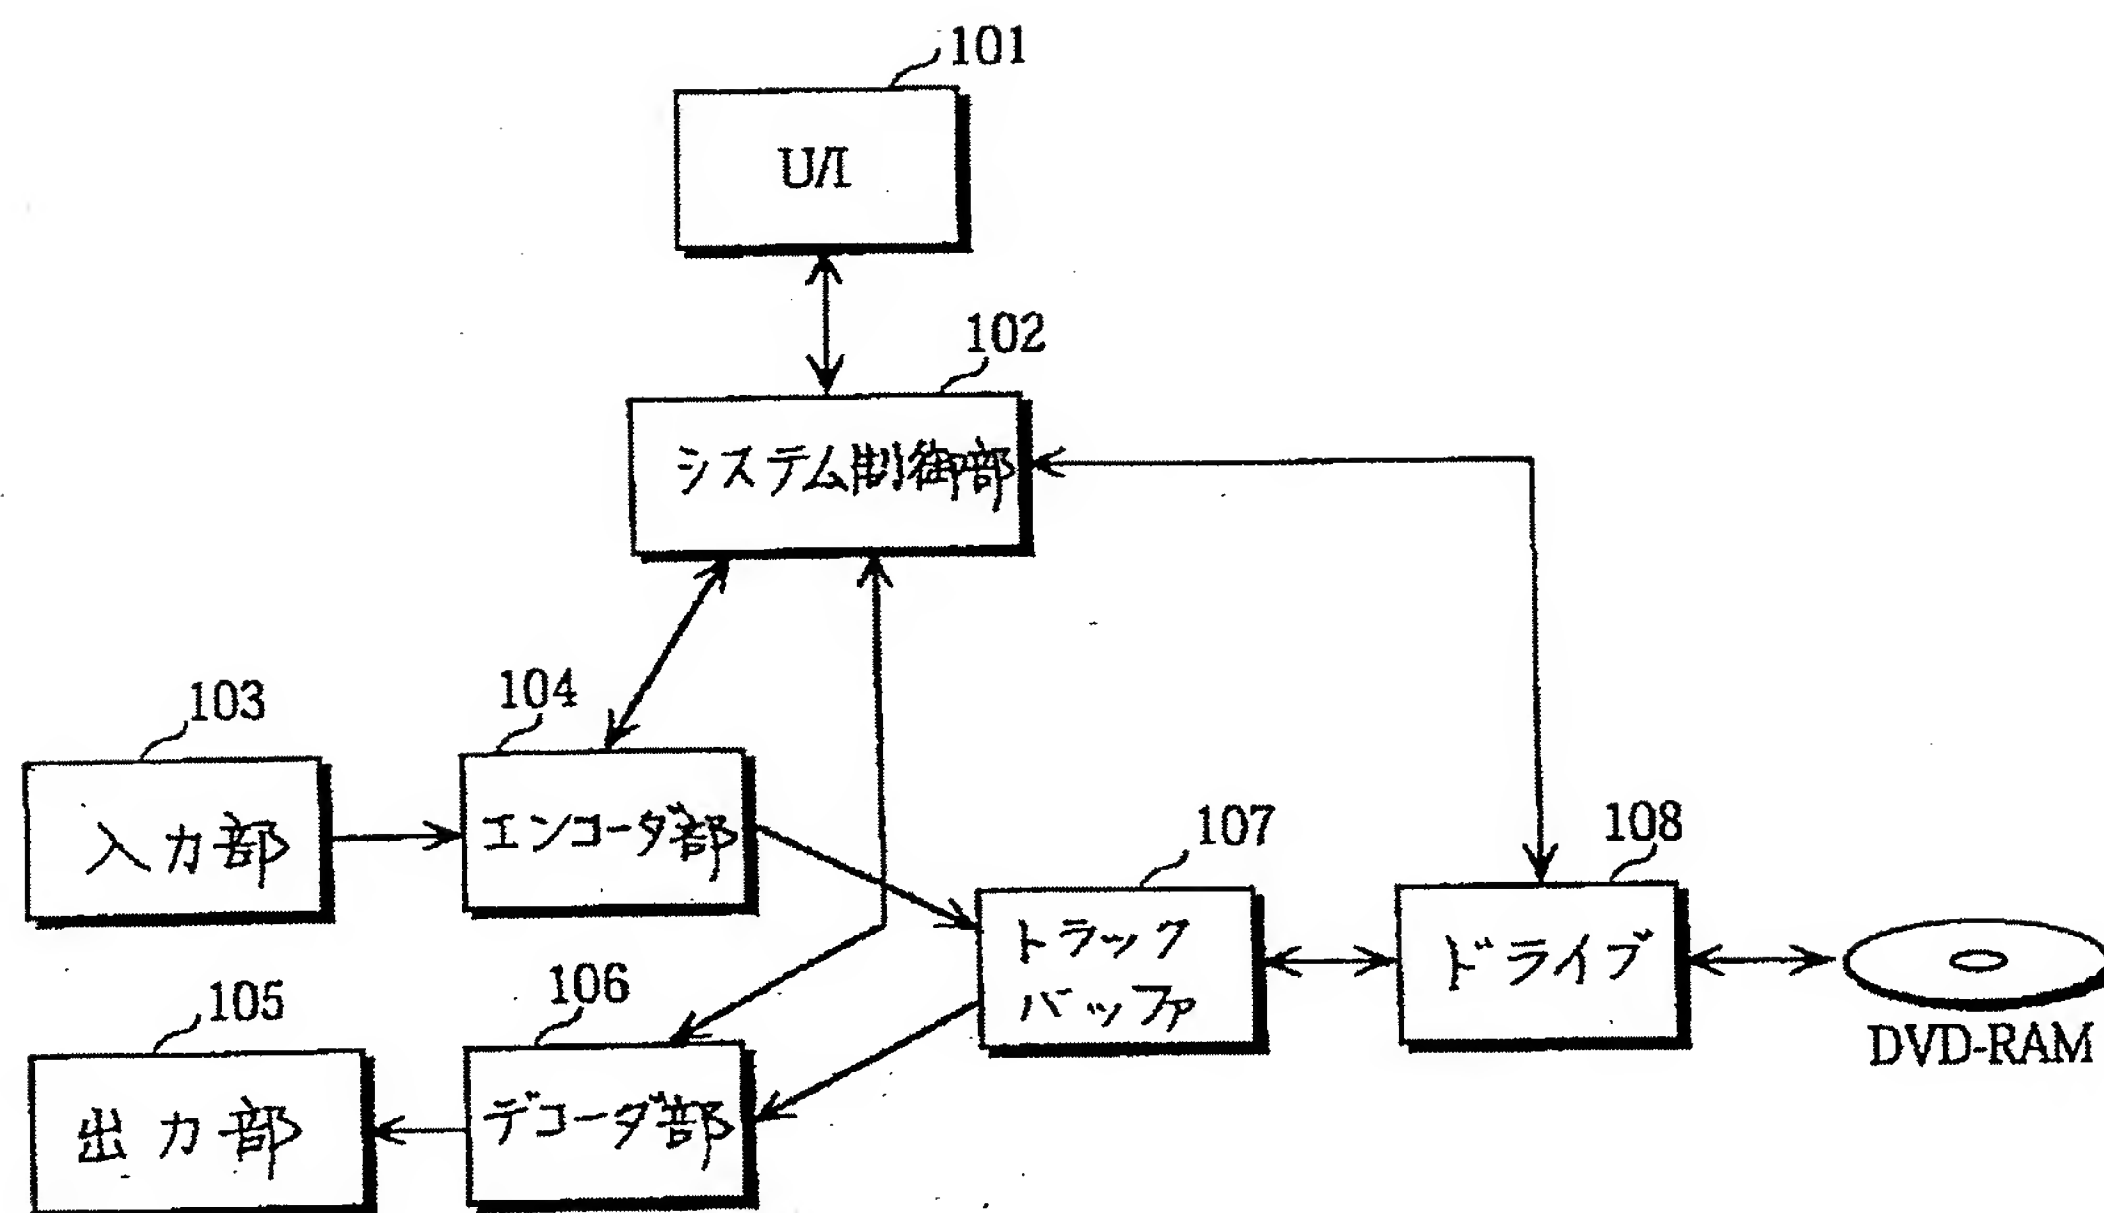 101
U/I
102
システム制御部
103
入力部
104
エンコーダ部
107
トラック
バッファ
108
ドライブ
DVD-RAM
105
出力部
106
デコーダ部